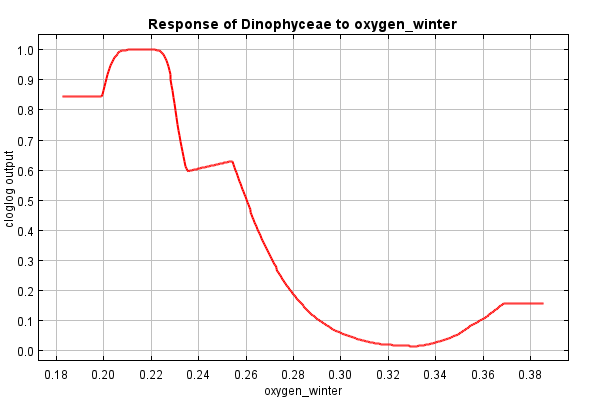 Response of Dinophyceae to oxygen_winter
1.0
0.9
0.8
0.7
0.6
0.5
0.4
0.3
0.2
0.1
0.0
cloglog output
0.18 0.20 0.22 0.24 0.26 0.28 0.30 0.32 0.34 0.36 0.38
oxygen_winter